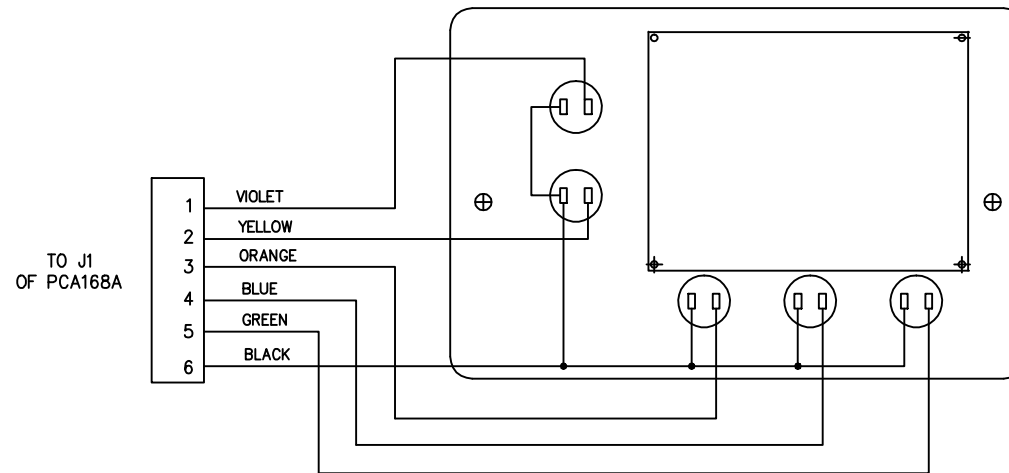 TO J1
OF PCA168A
1 VIOLET
2 YELLOW
3 ORANGE
4 BLUE
5 GREEN
6 BLACK